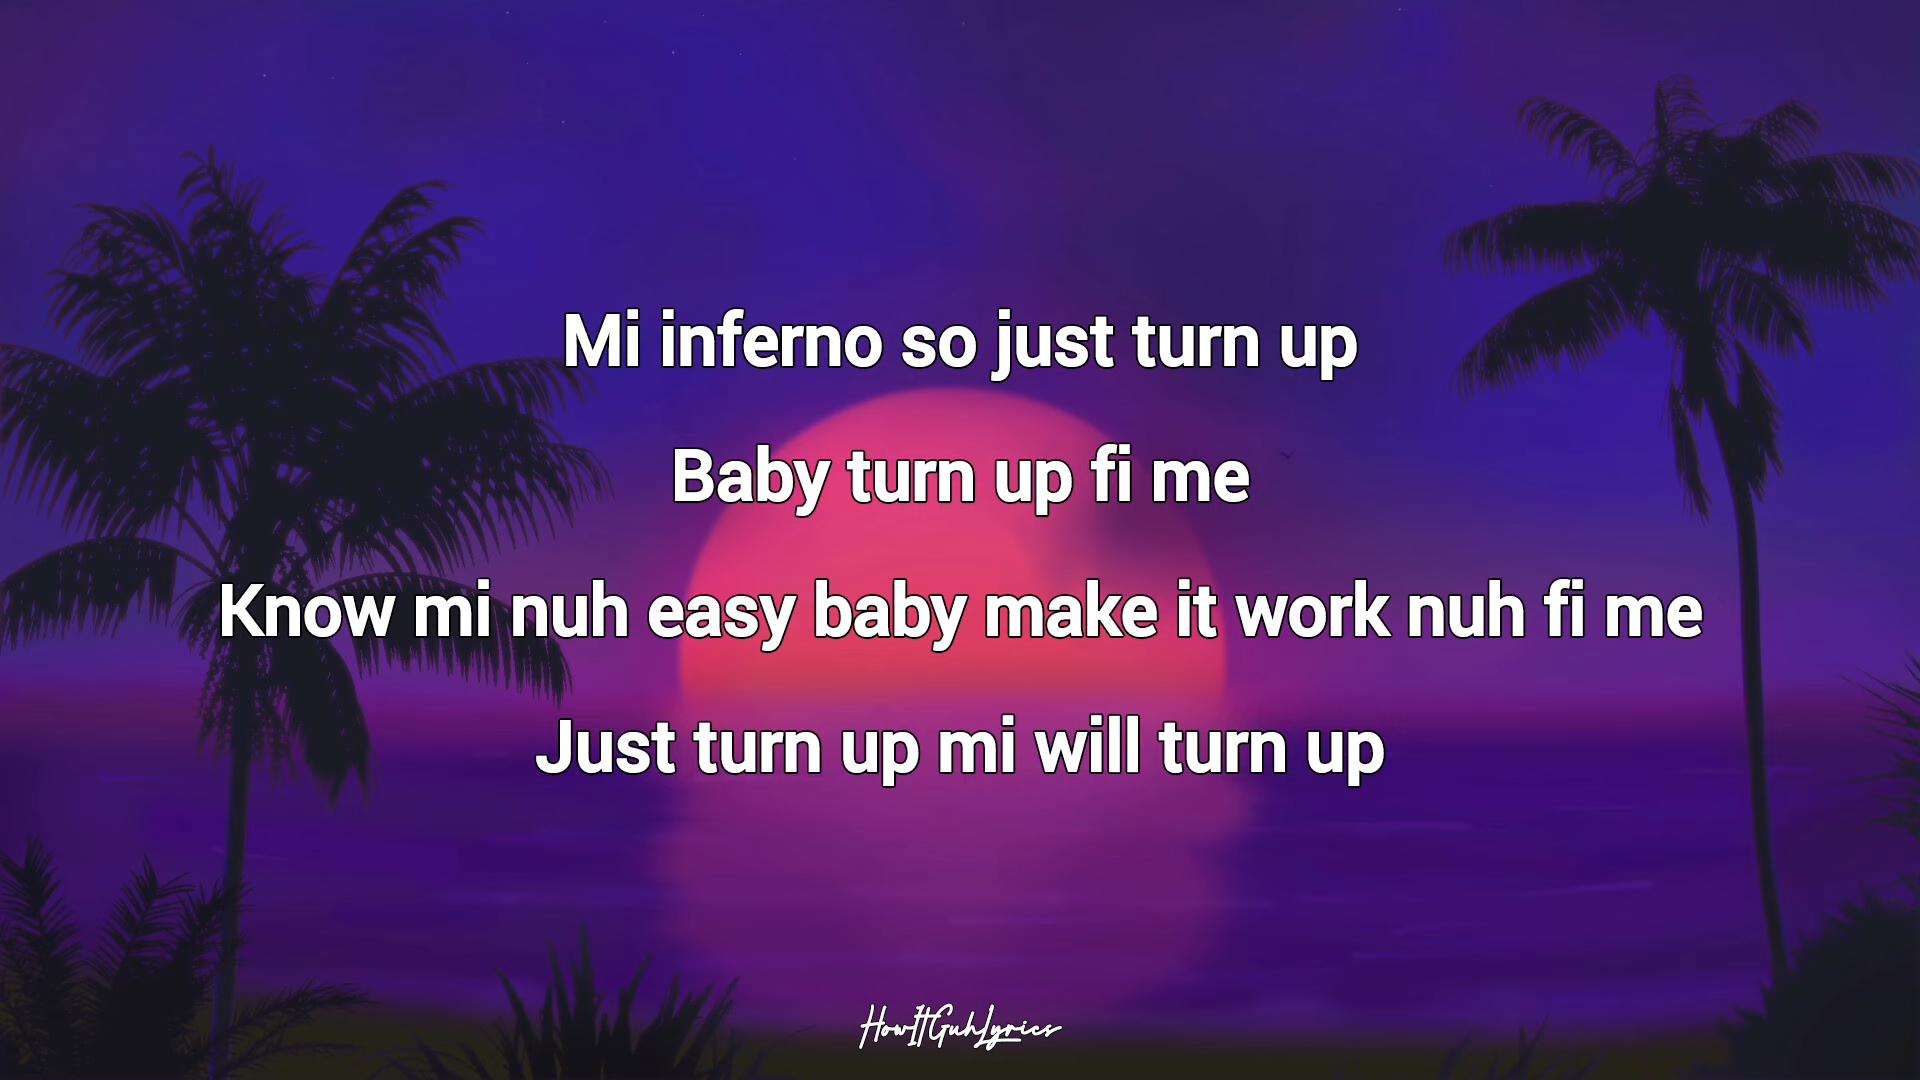 Mi inferno so just turn up
Baby turn up fi me
Know mi nuh easy baby make it work nuh fi me
Just turn up mi will turn up
HowItGuhLyrics